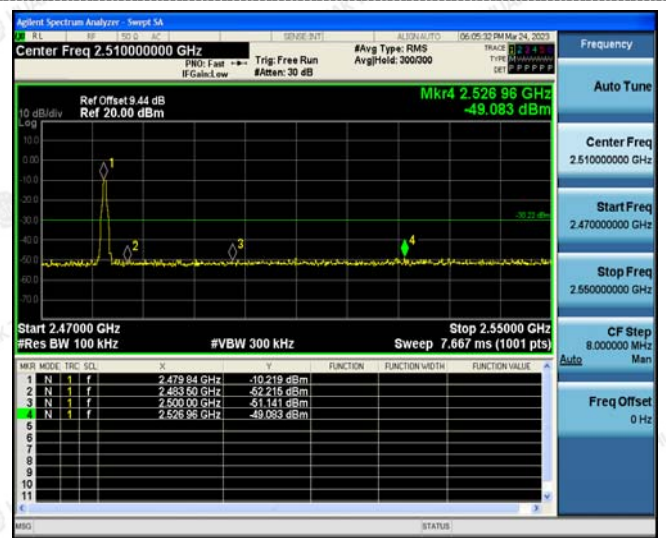 Agilent Spectrum Analyzer - Swept SA
RL RF 50 Ω AC SENSE:INT ALIGN AUTO 06:05:32 PM Mar 24, 2023
Center Freq 2.510000000 GHz
PNO: Fast
IFGain:Low
Trig: Free Run
#Atten: 30 dB
#Avg Type: RMS
Avg|Hold: 300/300
TRACE 1 2 3 4 5 6
TYPE
DET P P P P P P
Mkr4 2.526 96 GHz
-49.083 dBm
Ref Offset 9.44 dB
10 dB/div Ref 20.00 dBm
Log
10.0
0.00
-10.0
-20.0
-30.0
-40.0
-50.0
-60.0
-70.0
1
2
3
4
-30.22 dBm
Start 2.47000 GHz Stop 2.55000 GHz
#Res BW 100 kHz #VBW 300 kHz Sweep 7.667 ms (1001 pts)
MKR MODE TRC SCL X Y FUNCTION FUNCTION WIDTH FUNCTION VALUE
1 N 1 f 2.479 84 GHz -10.219 dBm
2 N 1 f 2.483 50 GHz -52.215 dBm
3 N 1 f 2.500 00 GHz -51.141 dBm
4 N 1 f 2.526 96 GHz -49.083 dBm
5
6
7
8
9
10
11
MSG STATUS
Frequency
Auto Tune
Center Freq
2.510000000 GHz
Start Freq
2.470000000 GHz
Stop Freq
2.550000000 GHz
CF Step
8.000000 MHz
Auto Man
Freq Offset
0 Hz